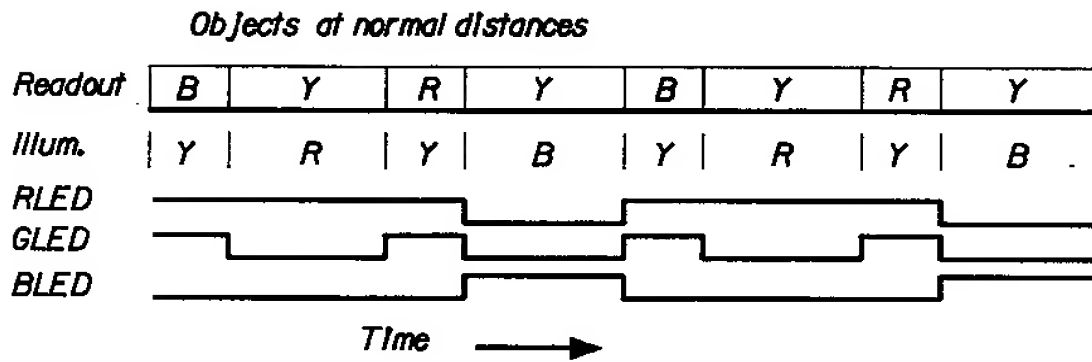 Objects at normal distances
Readout B Y R Y B Y R Y
Illum. Y R Y B Y R Y B
RLED
GLED
BLED
Time